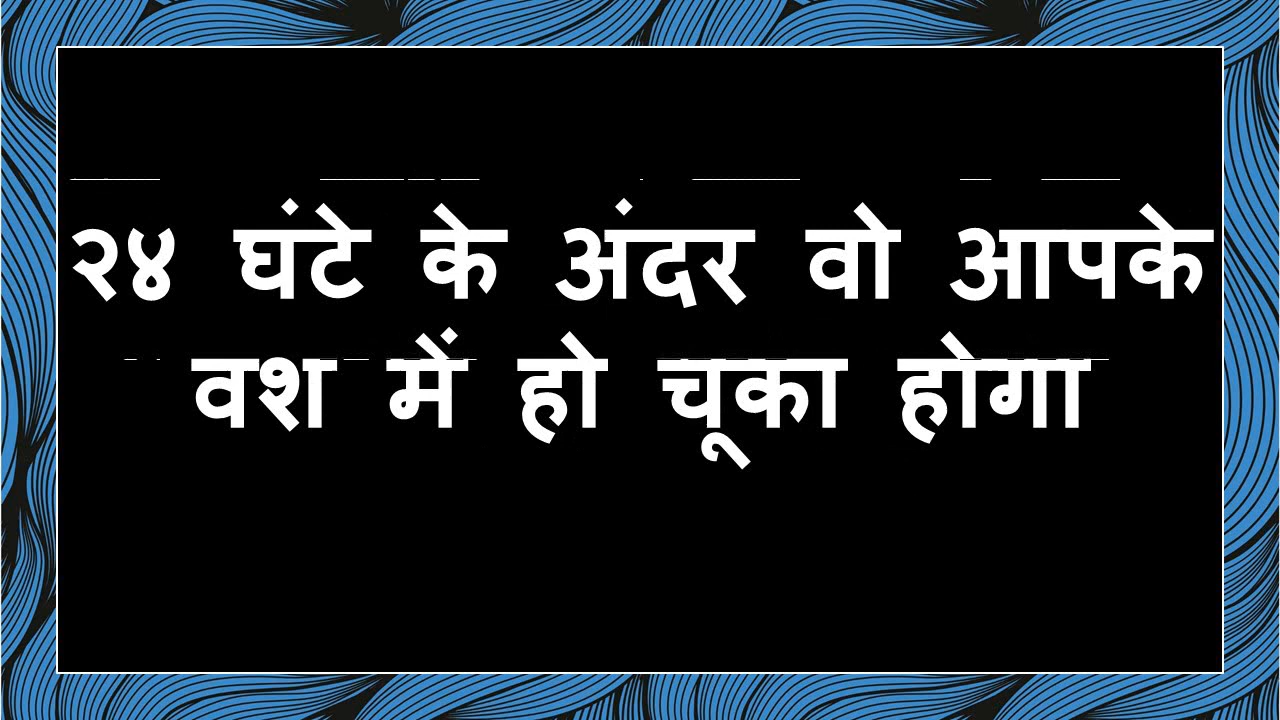 २४ घंटे के अंदर वो आपके
वश में हो चूका होगा